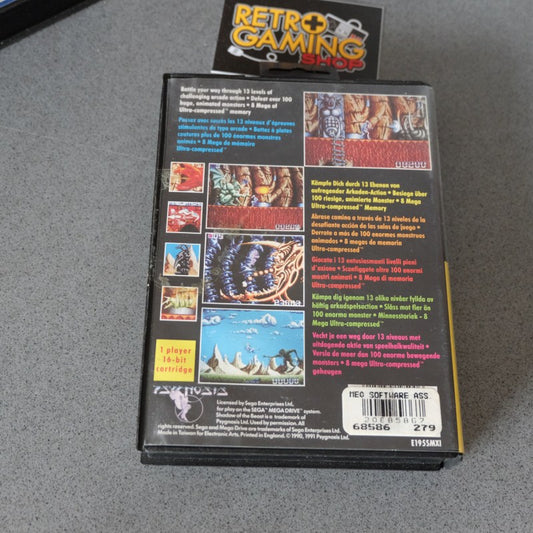 RETRO
GAMING
SHOP
Battle your way through 13 levels of
challenging arcade action • Defeat over 100
huge, animated monsters • 8 Mega of
Ultra-compressed™ memory
Passez avec succès les 13 niveaux d'épreuves
stimulantes du type arcade • Battez à plates
coutures plus de 100 énormes monstres
animés • 8 Mega de mémoire
Ultra-compressed™
Kämpfe Dich durch 13 Ebenen von
aufregender Arkaden-Action • Besiege über
100 riesige, animierte Monster • 8 Mega
Ultra-compressed™ Memory
Abrase camino a través de 13 niveles de la
desafiante acción de las salas de juego •
Derrote a más de 100 enormes monstruos
animados • 8 megas de memoria
Ultra-compressed™
Giocate i 13 entusiasmanti livelli pieni
d'azione • Sconfiggete oltre 100 enormi
mostri animati • 8 Mega di memoria
Ultra-compressed™
Kämpa dig igenom 13 olika nivåer fyllda av
häftig arkadspelsaction • Slåss mot fler än
100 enorma monster • Minnesstorlek - 8
Mega Ultra-compressed™
Vecht je een weg door 13 niveaus met
uitdagende aktie van speelhalkwaliteit •
Versla de meer dan 100 enorme bewegende
monsters • 8 Mega Ultra-compressed™
geheugen
1 player
16-bit
cartridge
PSYGNOSIS
Licensed by Sega Enterprises Ltd.
for play on the SEGA™ MEGA DRIVE™ system.
Shadow of the Beast is a trademark of
Psygnosis Ltd. Used by permission. All
rights reserved. Sega and Mega Drive are trademarks of Sega Enterprises Ltd.
Made in Taiwan for Electronic Arts. Printed in England. © 1990, 1991 Psygnosis Ltd.
MEO SOFTWARE ASS.
20E85867
68586 279
E195SMXI